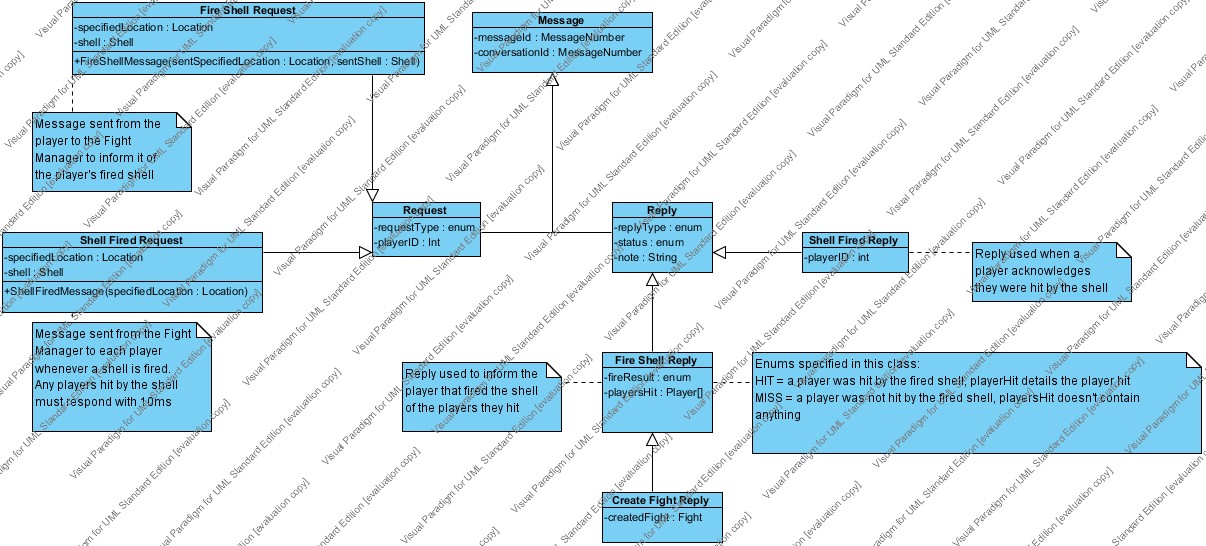 Fire Shell Request
-specifiedLocation : Location
-shell : Shell
+FireShellMessage(sentSpecifiedLocation : Location, sentShell : Shell)
Message
-messageId : MessageNumber
-conversationId : MessageNumber
Message sent from the
player to the Fight
Manager to inform it of
the player's fired shell
Request
-requestType : enum
-playerID : Int
Reply
-replyType : enum
-status : enum
-note : String
Shell Fired Request
-specifiedLocation : Location
-shell : Shell
+ShellFiredMessage(specifiedLocation : Location)
Shell Fired Reply
-playerID : int
Reply used when a
player acknowledges
they were hit by the shell
Message sent from the Fight
Manager to each player
whenever a shell is fired.
Any players hit by the shell
must respond with 10ms
Reply used to inform the
player that fired the shell
of the players they hit
Fire Shell Reply
-fireResult : enum
-playersHit : Player[]
Enums specified in this class:
HIT = a player was hit by the fired shell, playerHit details the player hit
MISS = a player was not hit by the fired shell, playersHit doesn't contain
anything
Create Fight Reply
-createdFight : Fight
Visual Paradigm for UML Standard Edition [evaluation copy]